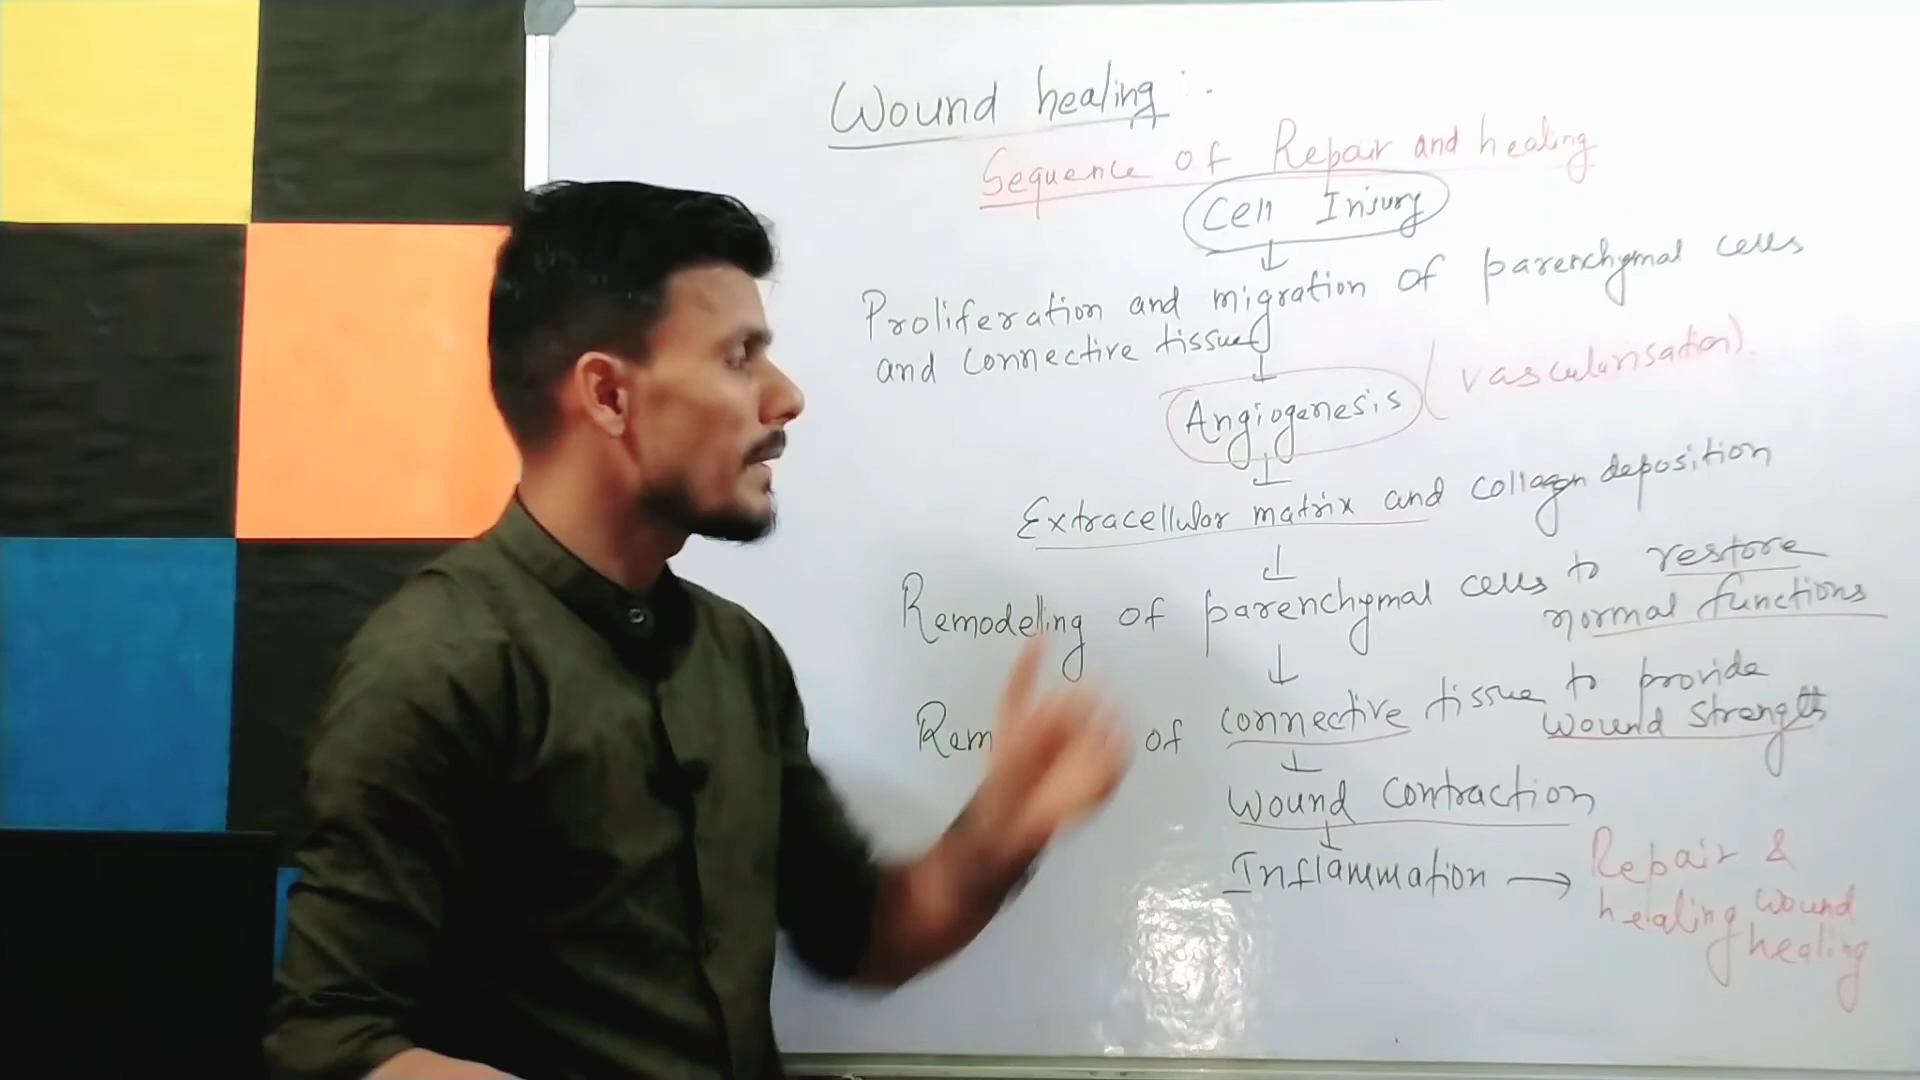 Wound healing :-
Sequence of Repair and healing
Cell Injury
↓
Proliferation and migration of parenchymal cells
and connective tissue
↓
Angiogenesis (vascularisation).
↓
Extracellular matrix and collagen deposition
↓
Remodeling of parenchymal cells to restore
normal functions
↓
Rem of connective tissue to provide
wound strength
↓
Wound contraction
↓
Inflammation → Repair &
healing wound
healing